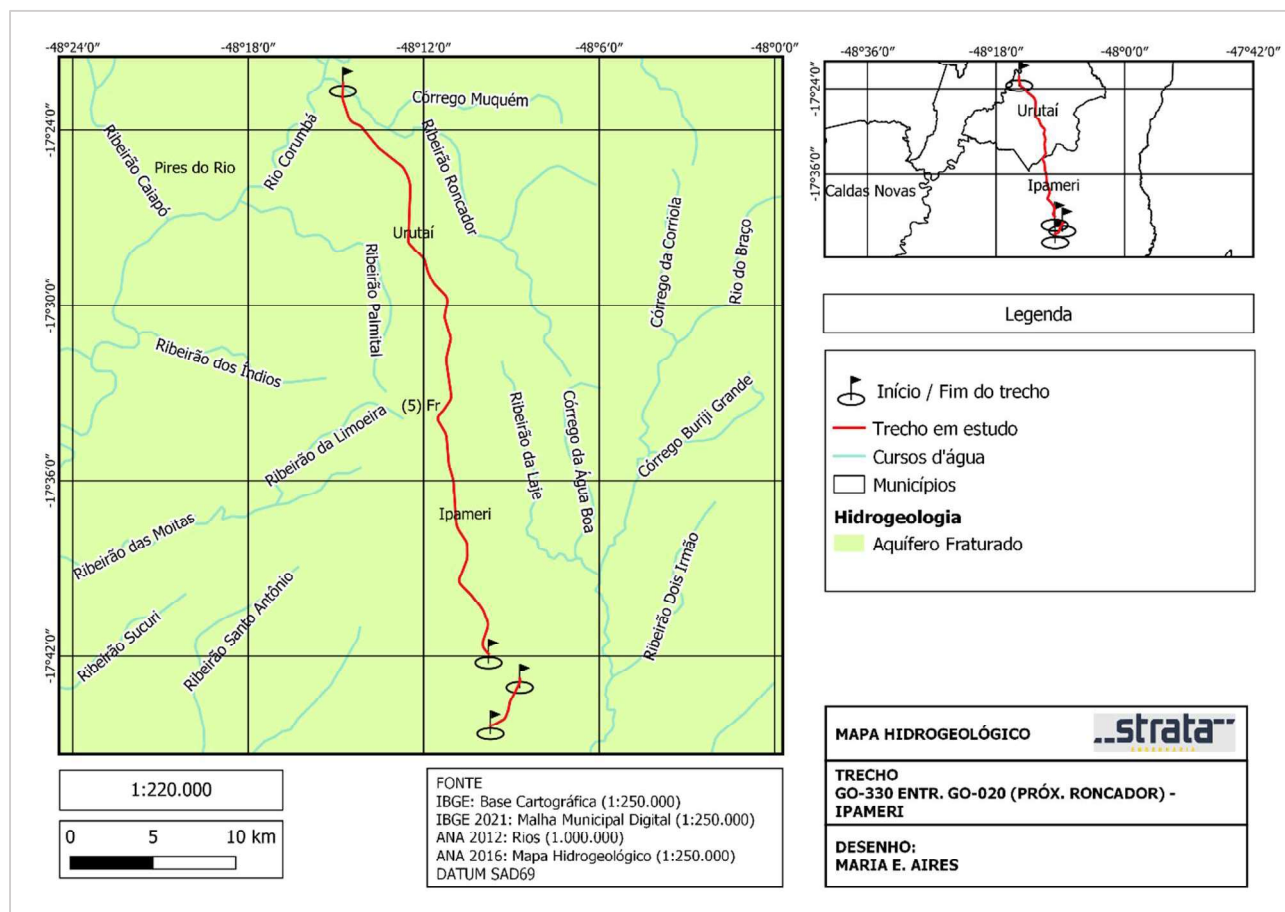 -48°24'0" -48°18'0" -48°12'0" -48°6'0" -48°0'0"
-17°24'0"
-17°30'0"
-17°36'0"
-17°42'0"
Córrego Muquém
Ribeirão Caiapó
Pires do Rio
Rio Corumbá
Ribeirão Roncador
Urutaí
Ribeirão Palmital
Córrego da Corriola
Rio do Braço
Ribeirão dos Índios
(5) Fr
Ribeirão da Limoeira
Ribeirão da Laje
Córrego da Água Boa
Córrego Buriji Grande
Ribeirão das Moitas
Ipameri
Ribeirão Dois Irmão
Ribeirão Sucuri
Ribeirão Santo Antônio
-48°36'0" -48°18'0" -48°0'0" -47°42'0"
-17°24'0"
-17°36'0"
Urutaí
Ipameri
Caldas Novas
Legenda
Início / Fim do trecho
Trecho em estudo
Cursos d'água
Municípios
Hidrogeologia
Aquífero Fraturado
1:220.000
0 5 10 km
FONTE
IBGE: Base Cartográfica (1:250.000)
IBGE 2021: Malha Municipal Digital (1:250.000)
ANA 2012: Rios (1.000.000)
ANA 2016: Mapa Hidrogeológico (1:250.000)
DATUM SAD69
MAPA HIDROGEOLÓGICO
strata
ENGENHARIA
TRECHO
GO-330 ENTR. GO-020 (PRÓX. RONCADOR) -
IPAMERI
DESENHO:
MARIA E. AIRES